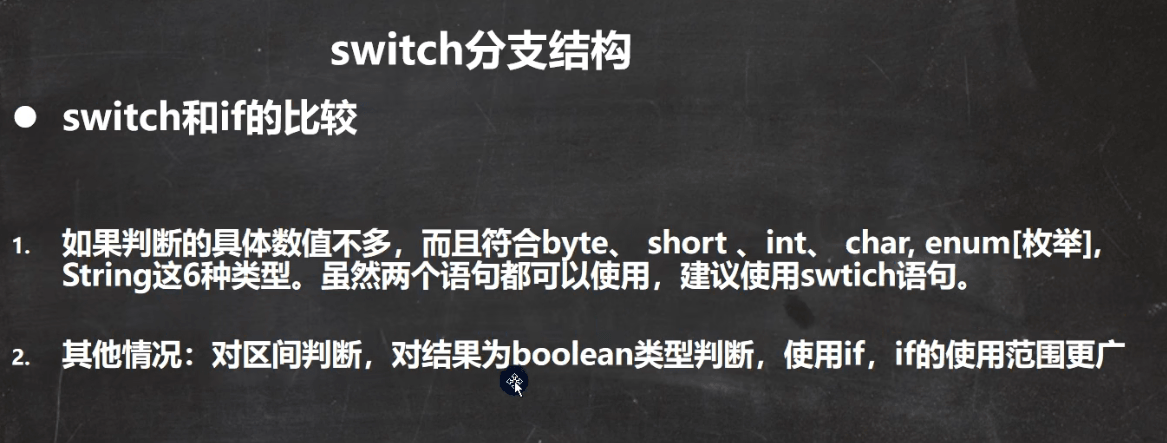 switch分支结构
● switch和if的比较
1. 如果判断的具体数值不多，而且符合byte、 short 、int、 char, enum[枚举],
String这6种类型。虽然两个语句都可以使用，建议使用swtich语句。
2. 其他情况：对区间判断，对结果为boolean类型判断，使用if，if的使用范围更广